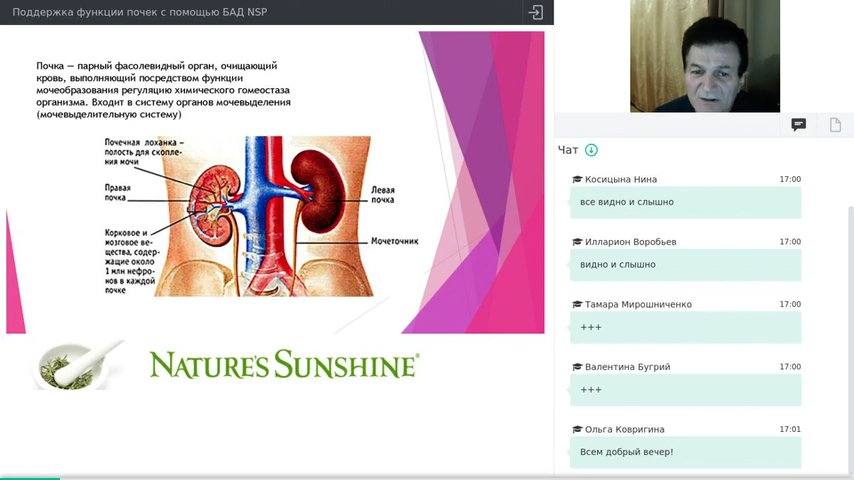 Поддержка функции почек с помощью БАД NSP
Почка — парный фасолевидный орган, очищающий
кровь, выполняющий посредством функции
мочеобразования регуляцию химического гомеостаза
организма. Входит в систему органов мочевыделения
(мочевыделительную систему)
Почечная лоханка –
полость для скопле-
ния мочи
Правая
почка
Корковое и
мозговое ве-
щества, содер-
жащие около
1 млн нефро-
нов в каждой
почке
Левая
почка
Мочеточник
NATURE'S SUNSHINE®
Чат
Косицына Нина 17:00
все видно и слышно
Илларион Воробьев 17:00
видно и слышно
Тамара Мирошниченко 17:00
+++
Валентина Бугрий 17:00
+++
Ольга Ковригина 17:01
Всем добрый вечер!